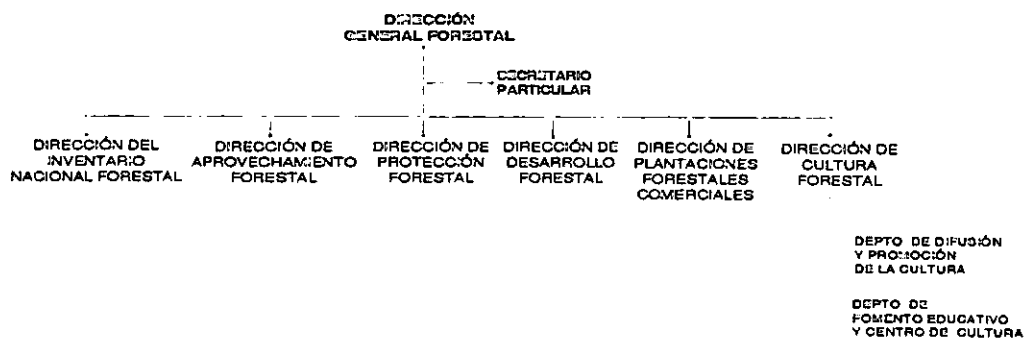 DIRECCIÓN
GENERAL FORESTAL
SECRETARIO
PARTICULAR
DIRECCIÓN DEL
INVENTARIO
NACIONAL FORESTAL
DIRECCIÓN DE
APROVECHAMIENTO
FORESTAL
DIRECCIÓN DE
PROTECCIÓN
FORESTAL
DIRECCIÓN DE
DESARROLLO
FORESTAL
DIRECCIÓN DE
PLANTACIONES
FORESTALES
COMERCIALES
DIRECCIÓN DE
CULTURA
FORESTAL
DEPTO DE DIFUSIÓN
Y PROMOCIÓN
DE LA CULTURA
DEPTO DE
FOMENTO EDUCATIVO
Y CENTRO DE CULTURA